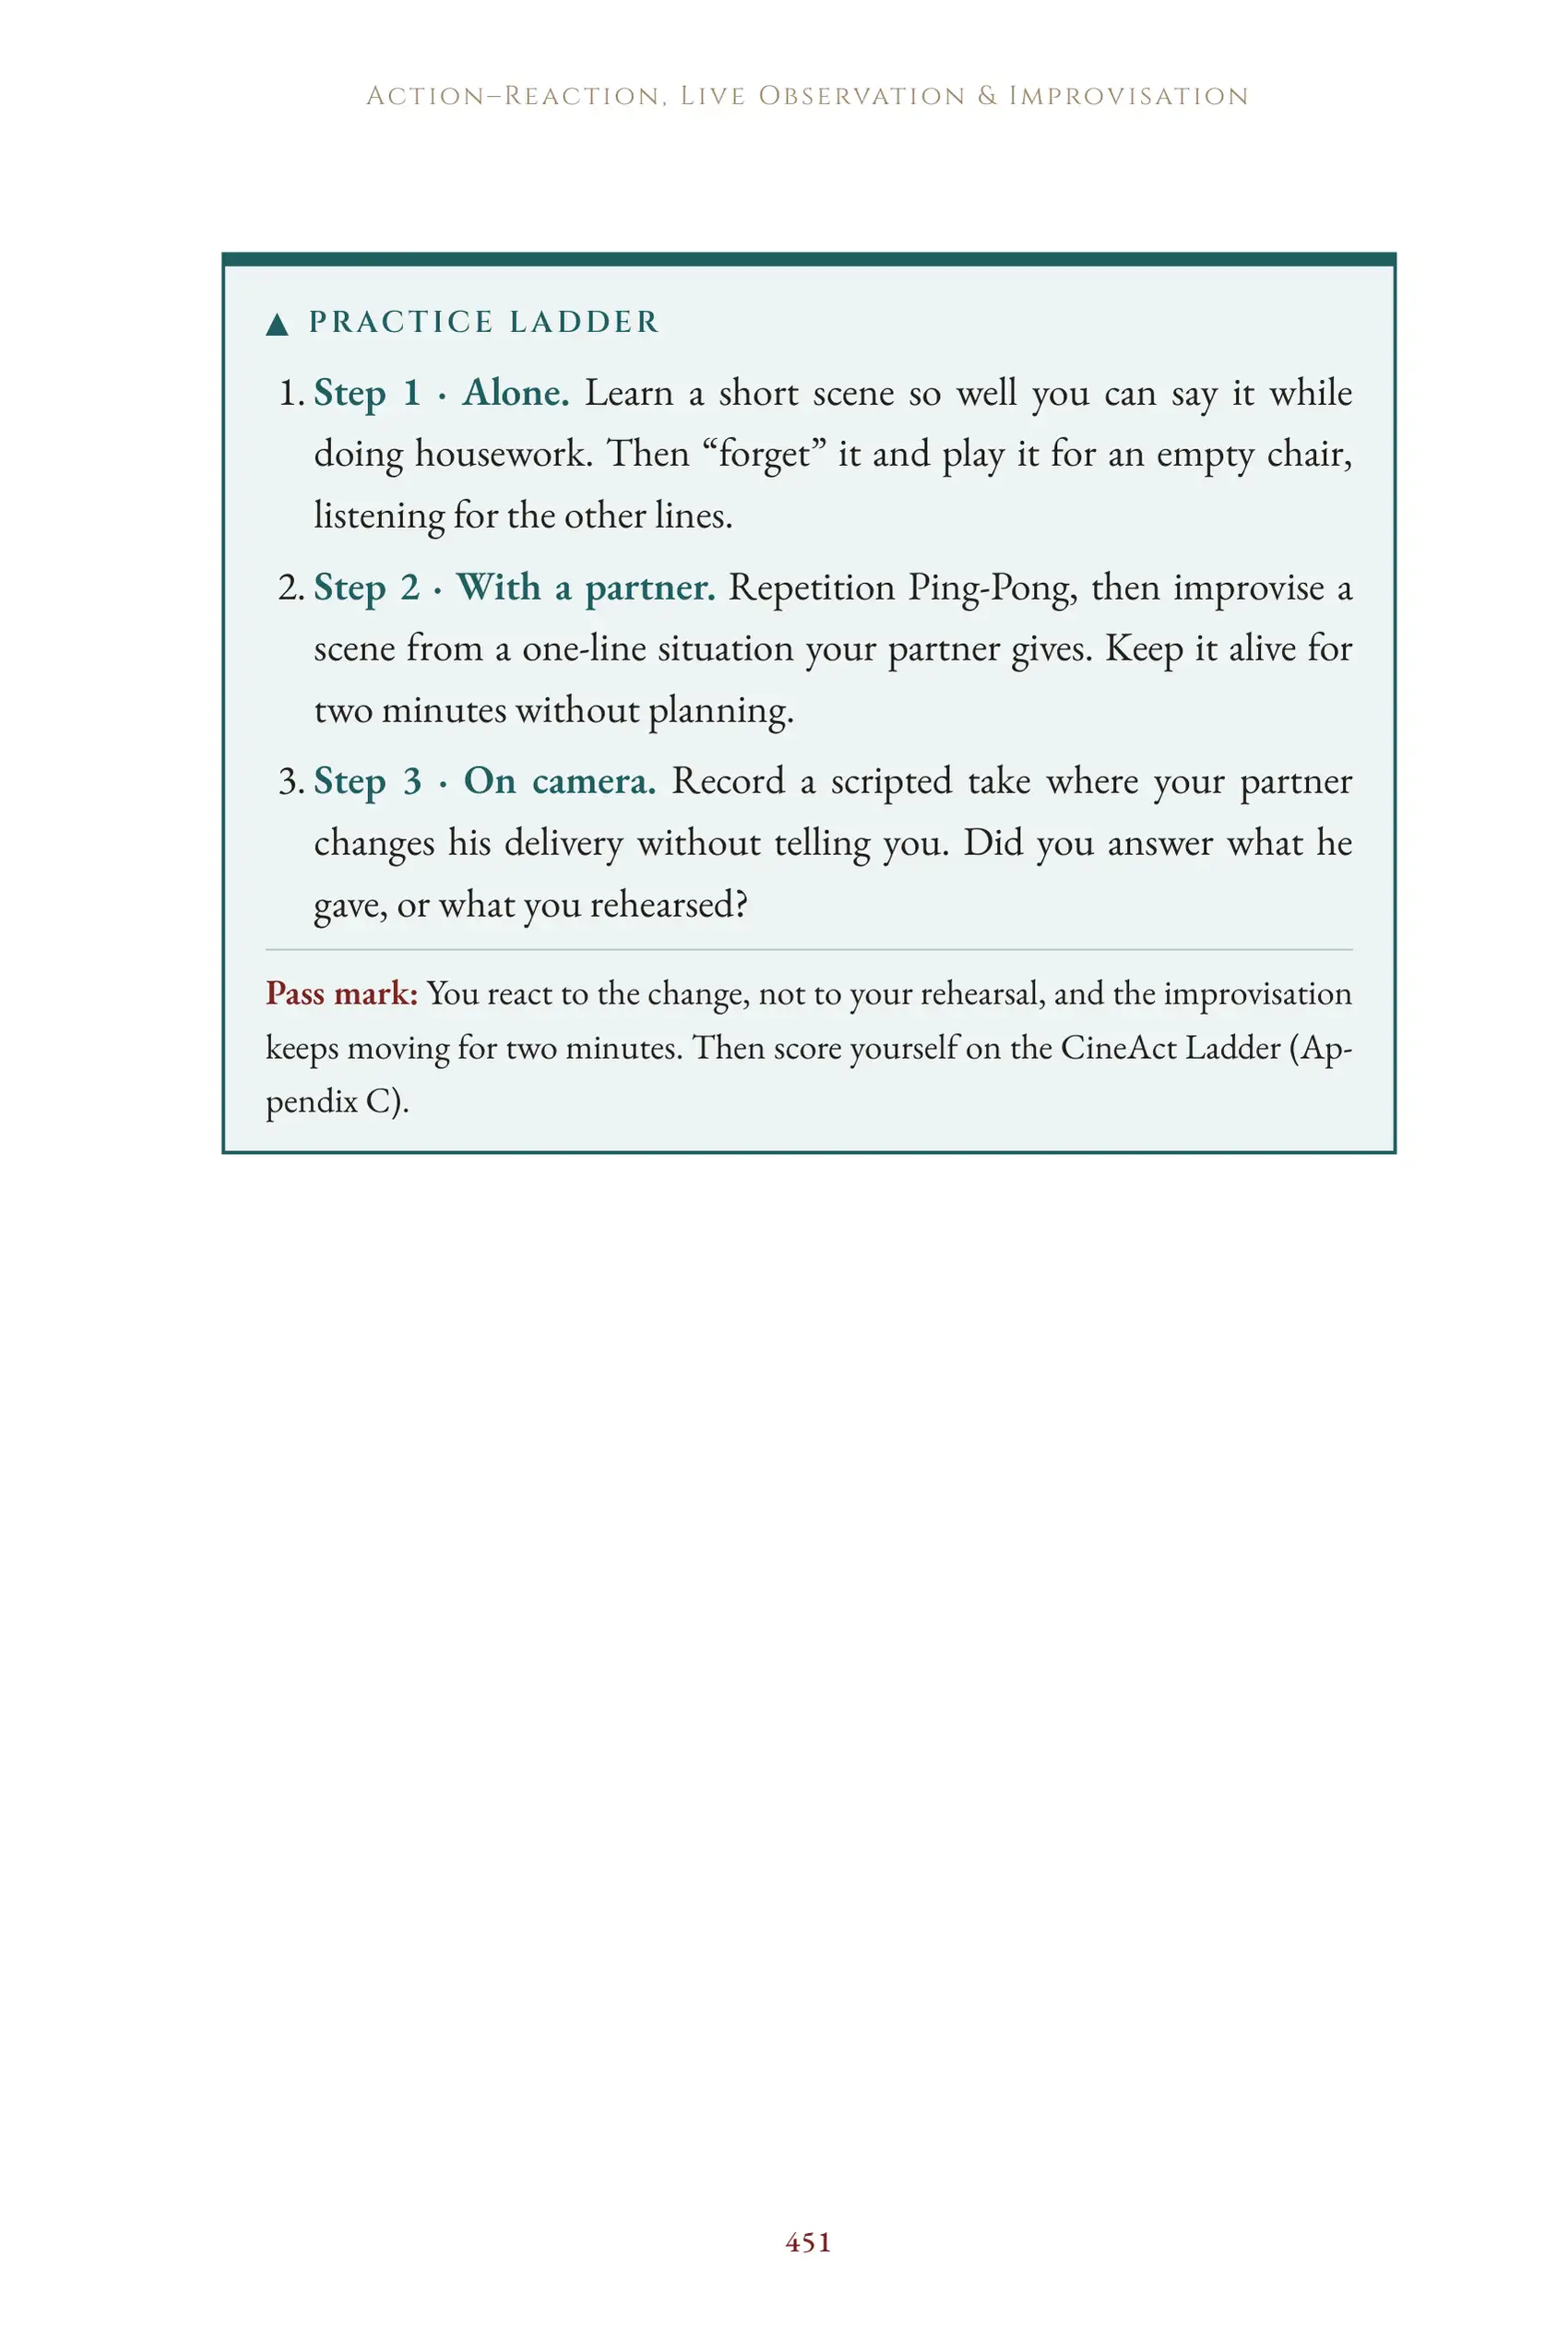 Action–Reaction, Live Observation & Improvisation
▲ PRACTICE LADDER
1. Step 1 · Alone. Learn a short scene so well you can say it while
doing housework. Then “forget” it and play it for an empty chair,
listening for the other lines.
2. Step 2 · With a partner. Repetition Ping-Pong, then improvise a
scene from a one-line situation your partner gives. Keep it alive for
two minutes without planning.
3. Step 3 · On camera. Record a scripted take where your partner
changes his delivery without telling you. Did you answer what he
gave, or what you rehearsed?
Pass mark: You react to the change, not to your rehearsal, and the improvisation
keeps moving for two minutes. Then score yourself on the CineAct Ladder (Ap-
pendix C).
451